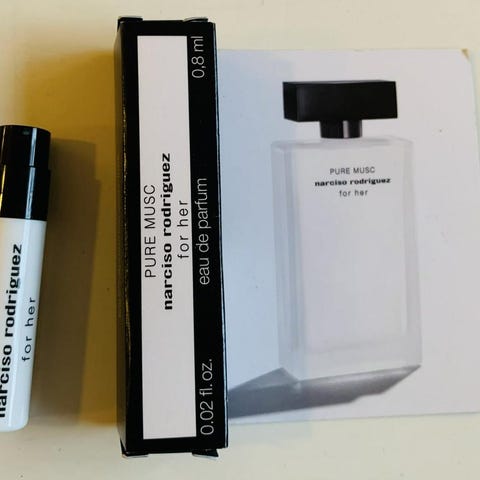 narciso rodriguez
for her
PURE MUSC
narciso rodriguez
for her
eau de parfum
0.02 fl. oz.
0,8 ml
PURE MUSC
narciso rodriguez
for her